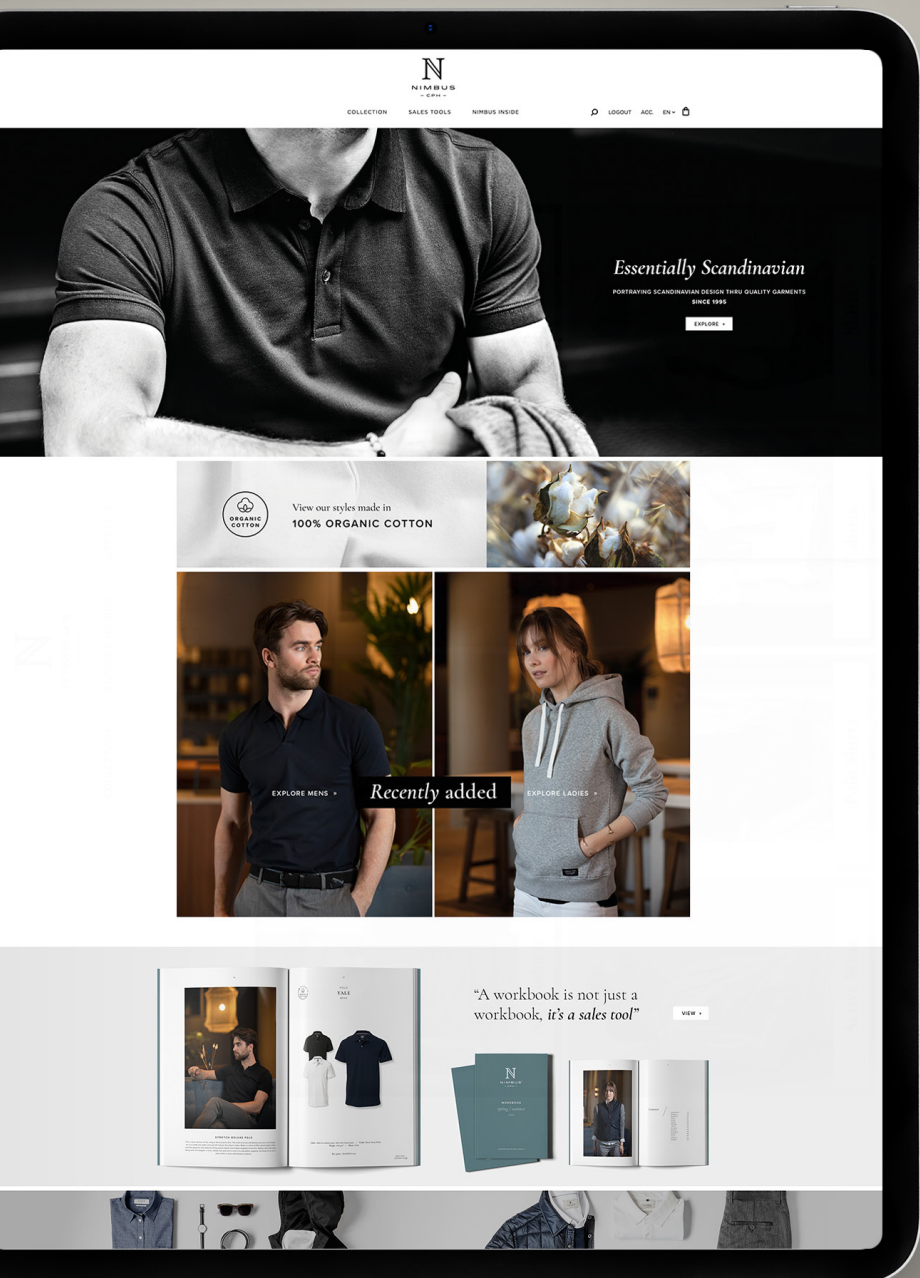 N
NIMBUS
– CPH –
COLLECTION
SALES TOOLS
NIMBUS INSIDE
LOGOUT
ACC.
EN
Essentially Scandinavian
PORTRAYING SCANDINAVIAN DESIGN THRU QUALITY GARMENTS
SINCE 1995
EXPLORE
ORGANIC
COTTON
View our styles made in
100% ORGANIC COTTON
EXPLORE MENS
Recently added
EXPLORE LADIES
YALE
“A workbook is not just a
workbook, it’s a sales tool”
VIEW
N
NIMBUS
WORKBOOK